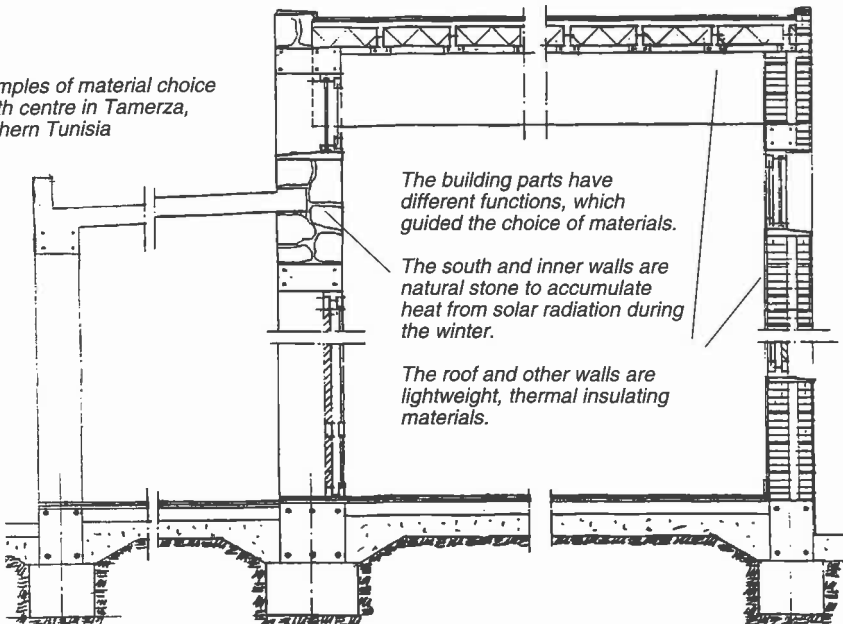 mples of material choice
th centre in Tamerza,
hern Tunisia
The building parts have
different functions, which
guided the choice of materials.
The south and inner walls are
natural stone to accumulate
heat from solar radiation during
the winter.
The roof and other walls are
lightweight, thermal insulating
materials.